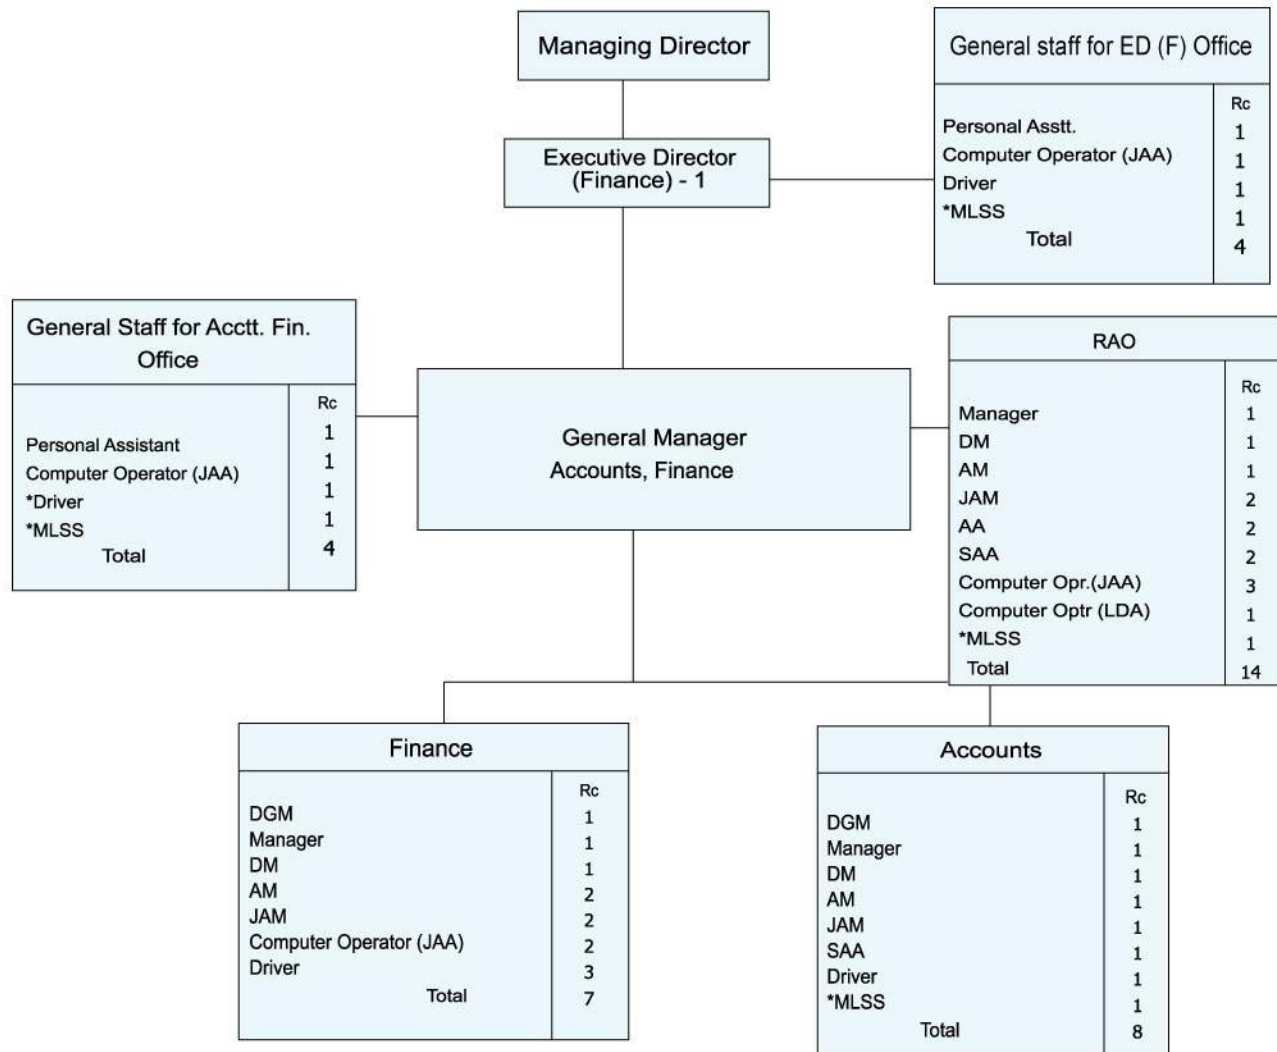 Managing Director
General staff for ED (F) Office
Rc
Personal Asstt. 1
Computer Operator (JAA) 1
Driver 1
*MLSS 1
Total 4
Executive Director
(Finance) - 1
General Staff for Acctt. Fin.
Office
Rc
Personal Assistant 1
Computer Operator (JAA) 1
*Driver 1
*MLSS 1
Total 4
General Manager
Accounts, Finance
RAO
Rc
Manager 1
DM 1
AM 1
JAM 2
AA 2
SAA 2
Computer Opr.(JAA) 3
Computer Optr (LDA) 1
*MLSS 1
Total 14
Finance
Rc
DGM 1
Manager 1
DM 1
AM 2
JAM 2
Computer Operator (JAA) 2
Driver 3
Total 7
Accounts
Rc
DGM 1
Manager 1
DM 1
AM 1
JAM 1
SAA 1
Driver 1
*MLSS 1
Total 8